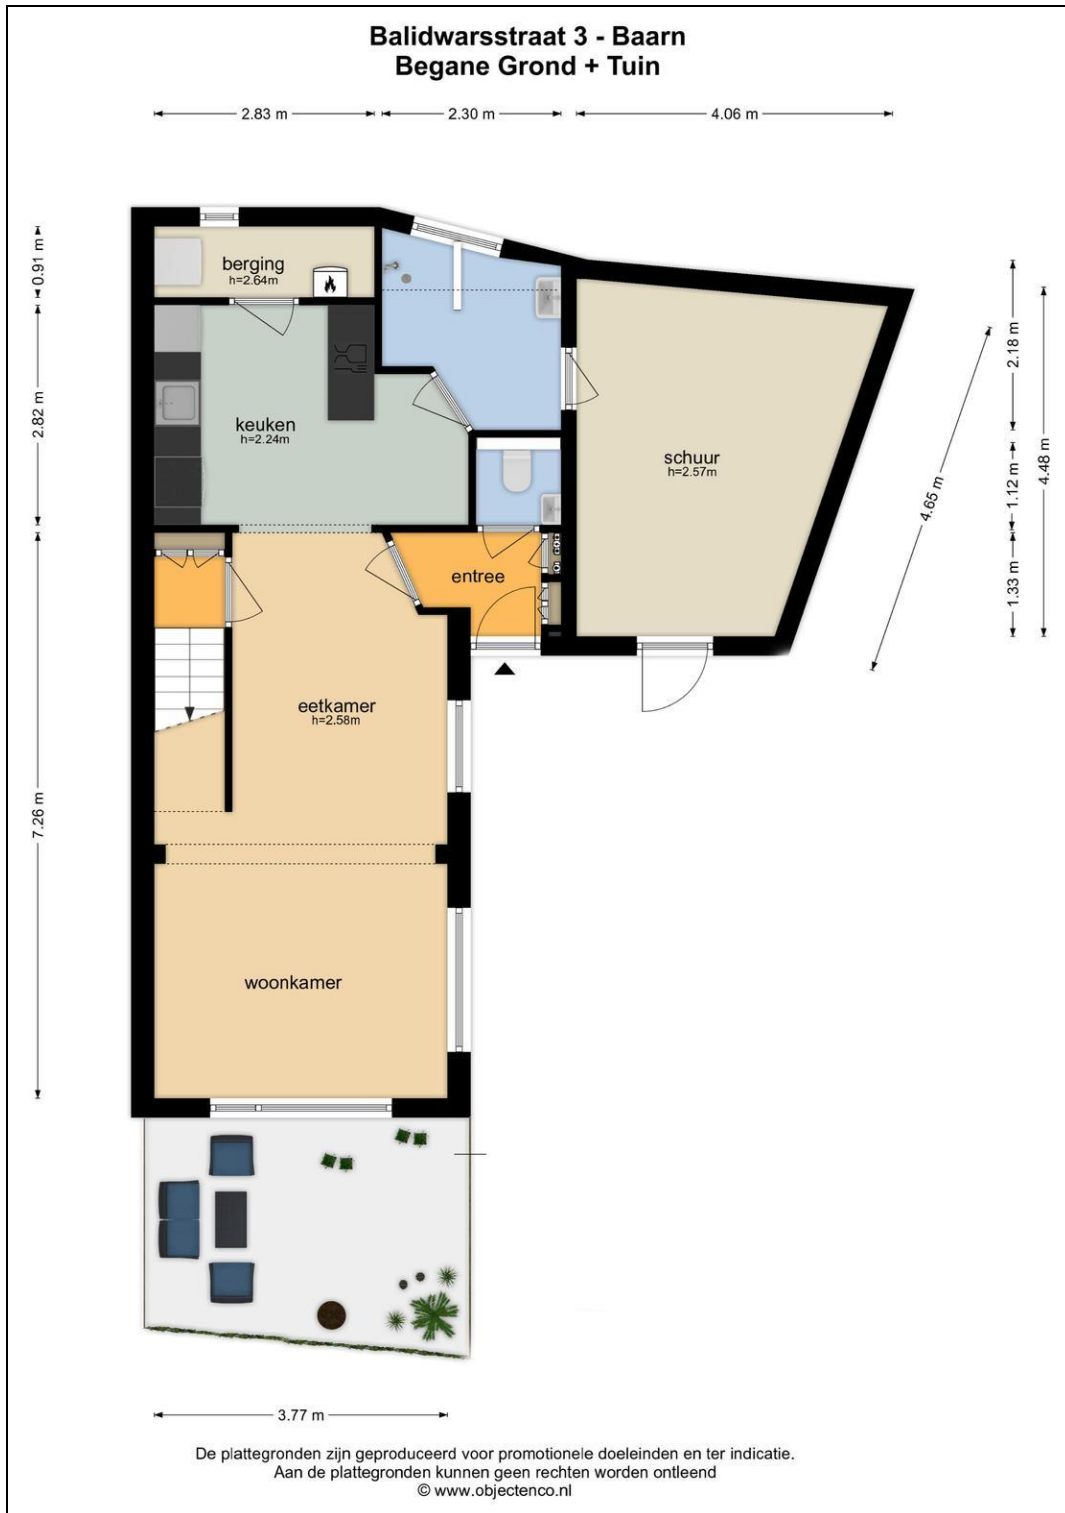 Balidwarsstraat 3 - Baarn
Begane Grond + Tuin
2.83 m
2.30 m
4.06 m
0.91 m
2.82 m
7.26 m
berging
h=2.64m
keuken
h=2.24m
schuur
h=2.57m
entree
eetkamer
h=2.58m
woonkamer
4.65 m
2.18 m
1.12 m
1.33 m
4.48 m
3.77 m
De plattegronden zijn geproduceerd voor promotionele doeleinden en ter indicatie.
Aan de plattegronden kunnen geen rechten worden ontleend
© www.objectenco.nl